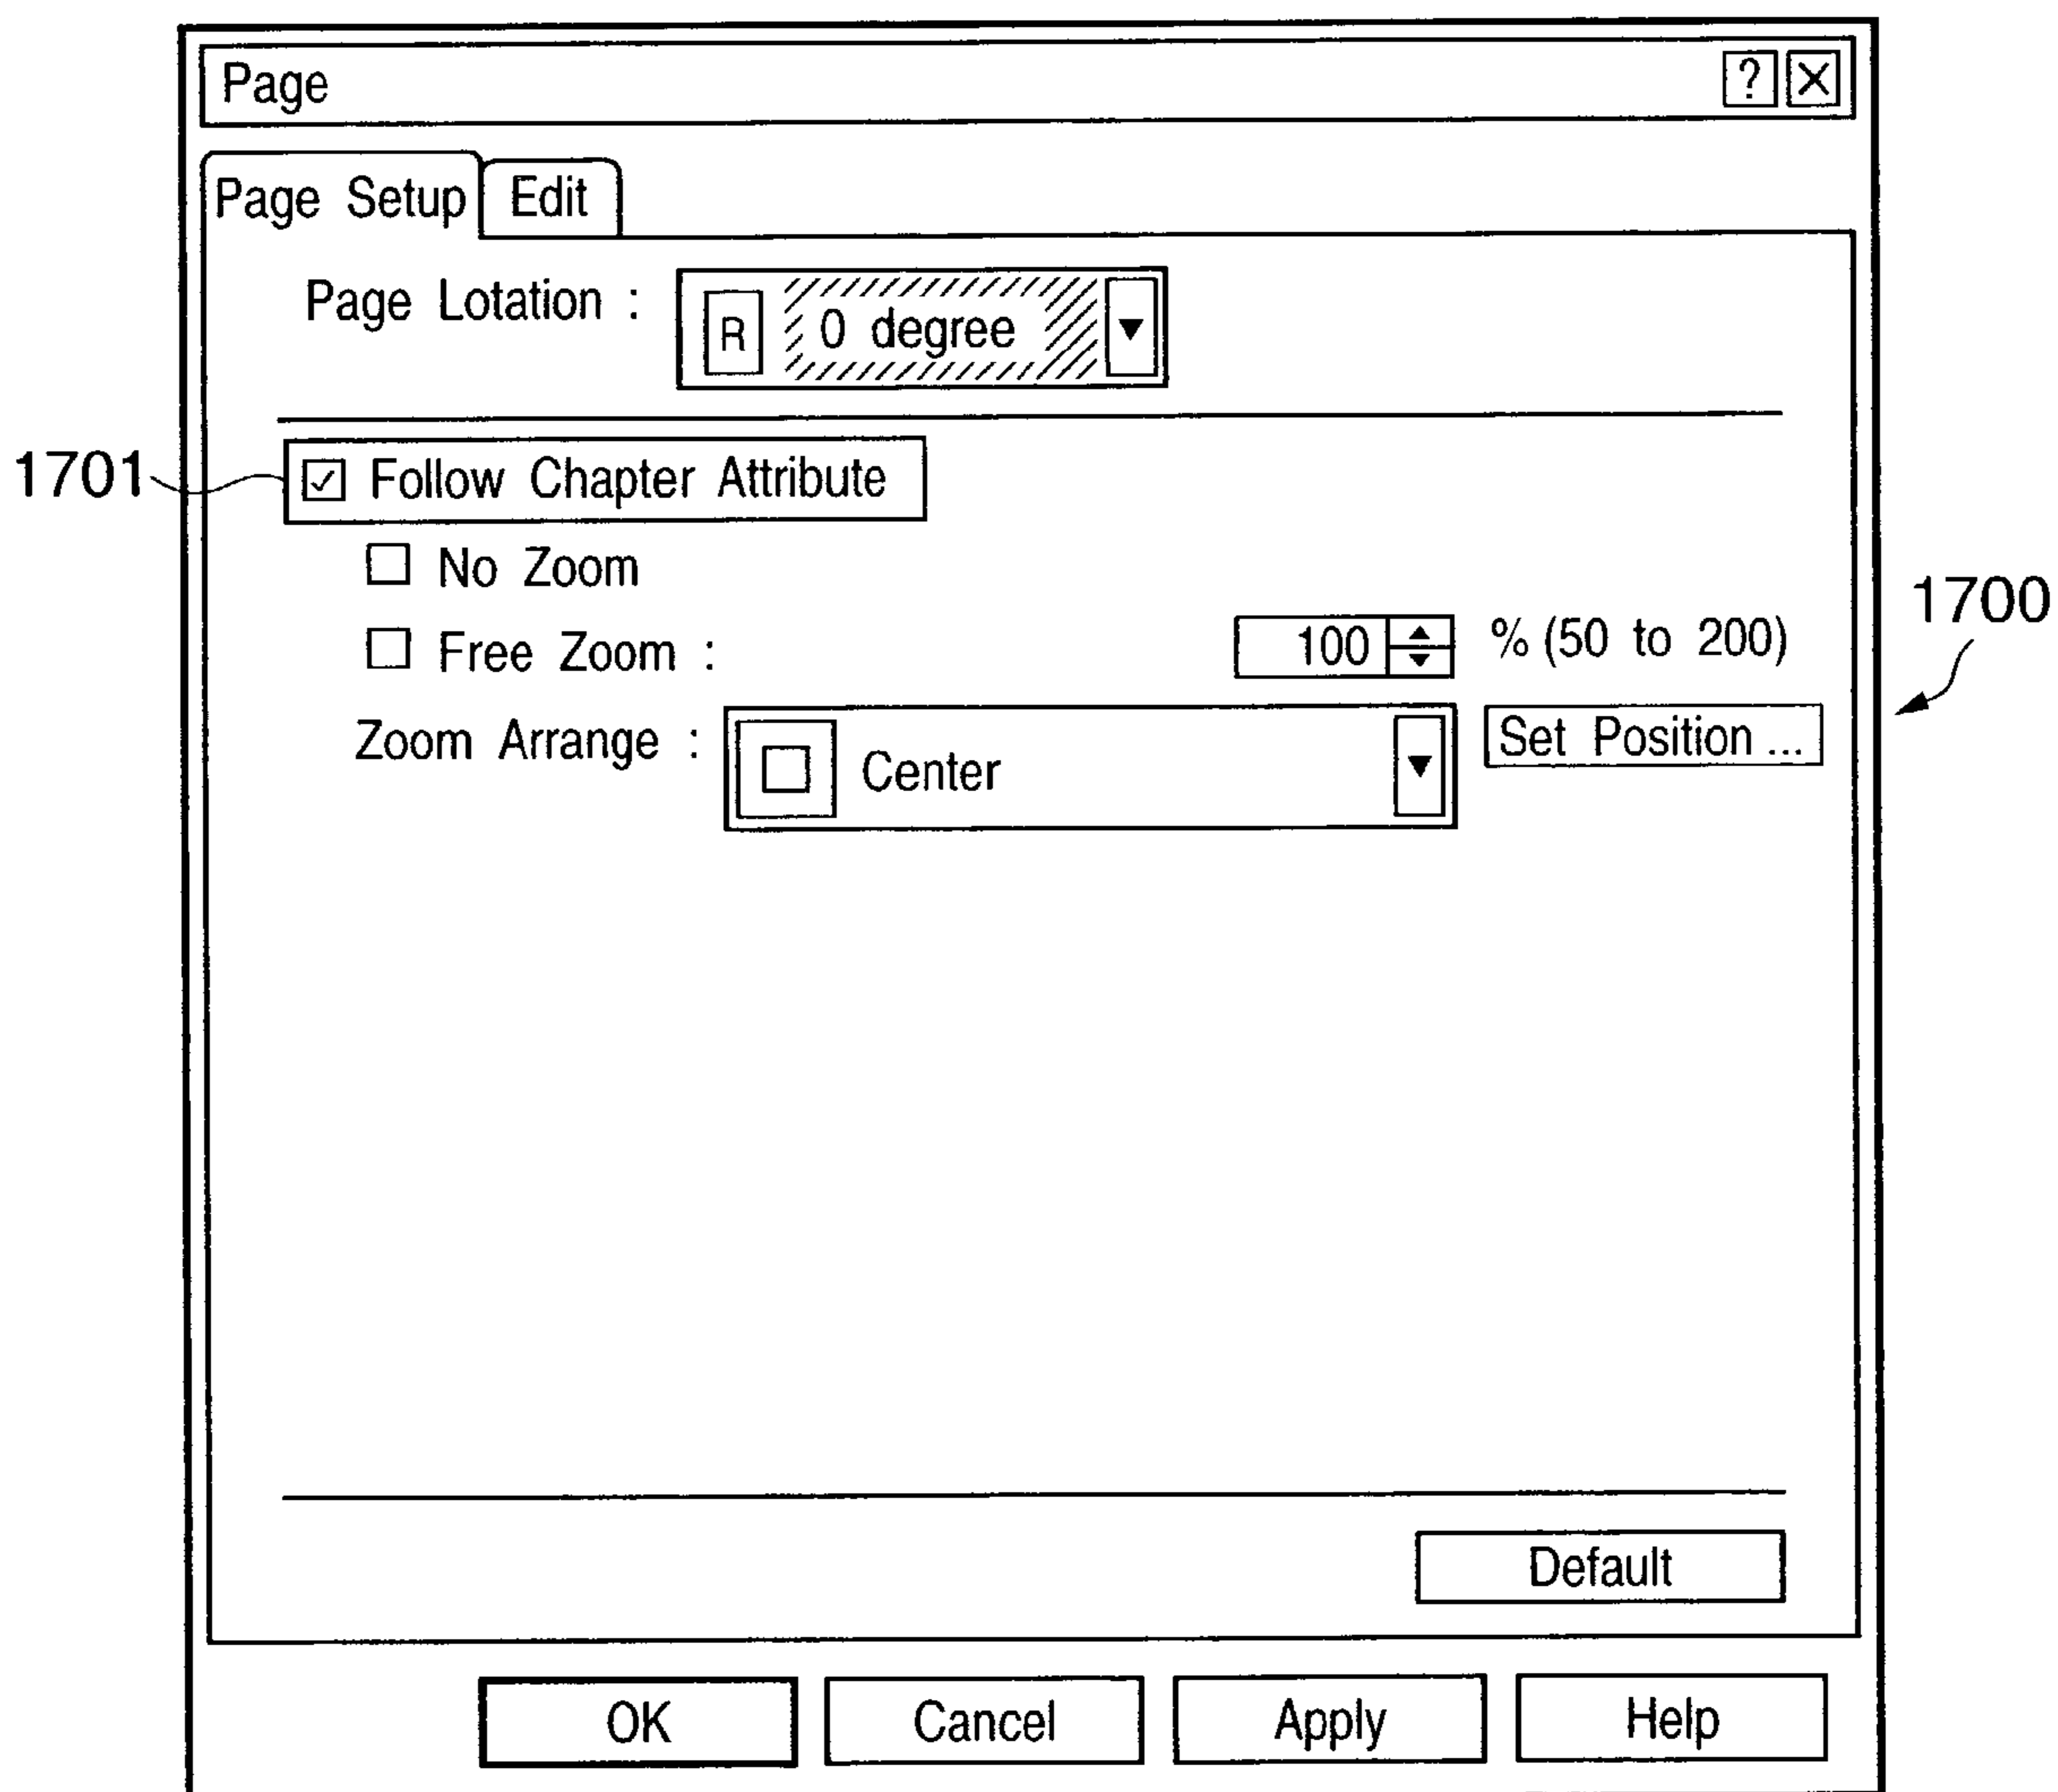 Page ? X
Page Setup Edit
Page Lotation : R 0 degree
1701 Follow Chapter Attribute
No Zoom
1700
Free Zoom : 100 % (50 to 200)
Zoom Arrange : Center Set Position ...
Default
OK Cancel Apply Help